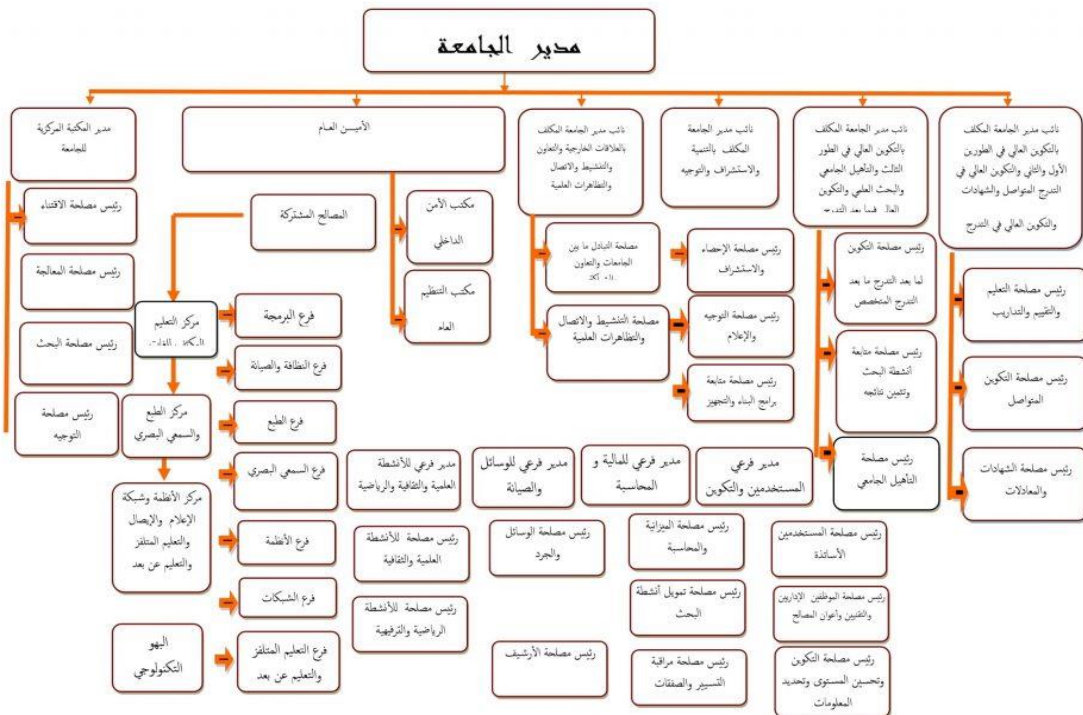 مدير الجامعة
نائب مدير الجامعة المكلف
بالتكوين العالي في الطورين
الأول والثاني والتكوين العالي في
التدرج المتواصل والشهادات
والتكوين العالي في التدرج
نائب مدير الجامعة المكلف
بالتكوين العالي في الطور
الثالث والتأهيل الجامعي
والبحث العلمي والتكوين
العالي فيما بعد التدرج
نائب مدير الجامعة
المكلف بالتنمية
والاستشراف والتوجيه
نائب مدير الجامعة المكلف
بالعلاقات الخارجية والتعاون
والتنشيط والاتصال
والتظاهرات العلمية
الأميـن العـام
مدير المكتبة المركزية
للجامعة
رئيس مصلحة التعليم
والتقييم والتداريب
رئيس مصلحة التكوين
المتواصل
رئيس مصلحة الشهادات
والمعادلات
رئيس مصلحة التكوين
لما بعد التدرج ما بعد
التدرج المتخصص
رئيس مصلحة متابعة
أنشطة البحث
وتثمين نتائجه
رئيس مصلحة
التأهيل الجامعي
رئيس مصلحة الإحصاء
والاستشراف
رئيس مصلحة التوجيه
والإعلام
رئيس مصلحة متابعة
برامج البناء والتجهيز
مصلحة التبادل ما بين
الجامعات والتعاون
مصلحة التنشيط والاتصال
والتظاهرات العلمية
مكتب الأمن
الداخلي
مكتب التنظيم
العام
المصالح المشتركة
رئيس مصلحة الاقتناء
رئيس مصلحة المعالجة
رئيس مصلحة البحث
رئيس مصلحة
التوجيه
مركز التعليم
فرع البرمجة
فرع النظافة والصيانة
مركز الطبع
والسمعي البصري
فرع الطبع
فرع السمعي البصري
مركز الأنظمة وشبكة
الإعلام والإيصال
والتعليم المتلفز
والتعليم عن بعد
فرع الأنظمة
فرع الشبكات
فرع التعليم المتلفز
والتعليم عن بعد
البهو
التكنولوجي
مدير فرعي
المستخدمين والتكوين
مدير فرعي للمالية و
المحاسبة
مدير فرعي للوسائل
والصيانة
مدير فرعي للأنشطة
العلمية والثقافية والرياضية
رئيس مصلحة المستخدمين
الأساتذة
رئيس مصلحة الموظفين الإداريين
والتقنيين وأعوان المصالح
رئيس مصلحة التكوين
وتحسين المستوى وتحديد
المعلومات
رئيس مصلحة الميزانية
والمحاسبة
رئيس مصلحة تمويل أنشطة
البحث
رئيس مصلحة مراقبة
التسيير والصفقات
رئيس مصلحة الوسائل
والجرد
رئيس مصلحة الأرشيف
رئيس مصلحة للأنشطة
العلمية والثقافية
رئيس مصلحة للأنشطة
الرياضية والترفيهية